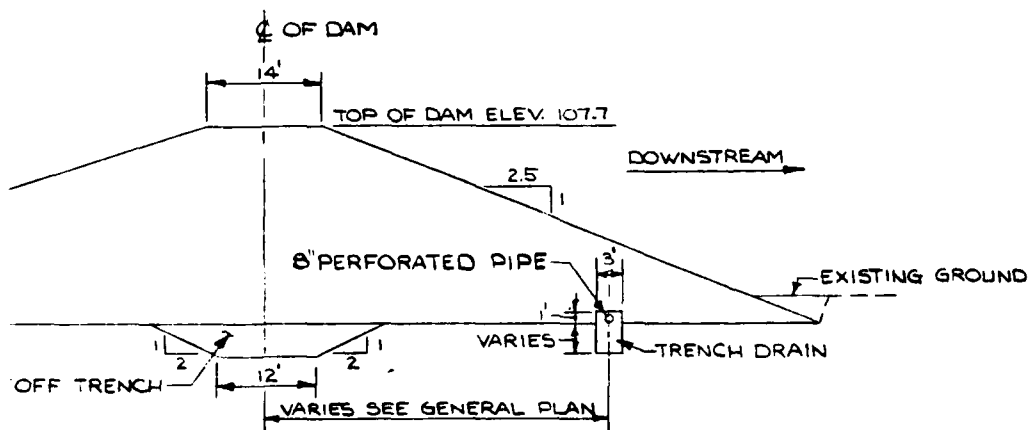 ℄ OF DAM
14'
TOP OF DAM ELEV. 107.7
DOWNSTREAM
2.5
1
8" PERFORATED PIPE
3'
EXISTING GROUND
1'
VARIES
TRENCH DRAIN
1
2
1
2
OFF TRENCH
12'
VARIES SEE GENERAL PLAN